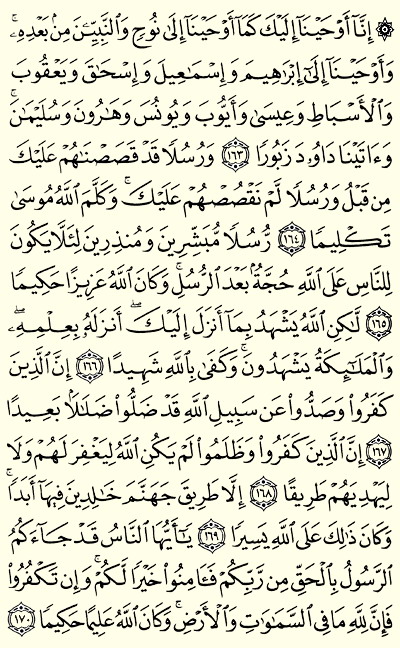 ۞ إِنَّآ أَوْحَيْنَآ إِلَيْكَ كَمَآ أَوْحَيْنَآ إِلَىٰ نُوحٍ وَٱلنَّبِيِّـۧنَ مِنۢ بَعْدِهِۦۚ
وَأَوْحَيْنَآ إِلَىٰٓ إِبْرَٰهِيمَ وَإِسْمَٰعِيلَ وَإِسْحَٰقَ وَيَعْقُوبَ
وَٱلْأَسْبَاطِ وَعِيسَىٰ وَأَيُّوبَ وَيُونُسَ وَهَٰرُونَ وَسُلَيْمَٰنَۚ
وَءَاتَيْنَا دَاوُۥدَ زَبُورًا ١٦٣ وَرُسُلًا قَدْ قَصَصْنَٰهُمْ عَلَيْكَ
مِن قَبْلُ وَرُسُلًا لَّمْ نَقْصُصْهُمْ عَلَيْكَۚ وَكَلَّمَ ٱللَّهُ مُوسَىٰ
تَكْلِيمًا ١٦٤ رُّسُلًا مُّبَشِّرِينَ وَمُنذِرِينَ لِئَلَّا يَكُونَ
لِلنَّاسِ عَلَى ٱللَّهِ حُجَّةٌۢ بَعْدَ ٱلرُّسُلِۚ وَكَانَ ٱللَّهُ عَزِيزًا حَكِيمًا
١٦٥ لَّٰكِنِ ٱللَّهُ يَشْهَدُ بِمَآ أَنزَلَ إِلَيْكَۖ أَنزَلَهُۥ بِعِلْمِهِۦۖ
وَٱلْمَلَٰٓئِكَةُ يَشْهَدُونَۚ وَكَفَىٰ بِٱللَّهِ شَهِيدًا ١٦٦ إِنَّ ٱلَّذِينَ
كَفَرُوا۟ وَصَدُّوا۟ عَن سَبِيلِ ٱللَّهِ قَدْ ضَلُّوا۟ ضَلَٰلًۢا بَعِيدًا
١٦٧ إِنَّ ٱلَّذِينَ كَفَرُوا۟ وَظَلَمُوا۟ لَمْ يَكُنِ ٱللَّهُ لِيَغْفِرَ لَهُمْ وَلَا
لِيَهْدِيَهُمْ طَرِيقًا ١٦٨ إِلَّا طَرِيقَ جَهَنَّمَ خَٰلِدِينَ فِيهَآ أَبَدًاۚ
وَكَانَ ذَٰلِكَ عَلَى ٱللَّهِ يَسِيرًا ١٦٩ يَٰٓأَيُّهَا ٱلنَّاسُ قَدْ جَآءَكُمُ
ٱلرَّسُولُ بِٱلْحَقِّ مِن رَّبِّكُمْ فَـَٔامِنُوا۟ خَيْرًا لَّكُمْۚ وَإِن تَكْفُرُوا۟
فَإِنَّ لِلَّهِ مَا فِى ٱلسَّمَٰوَٰتِ وَٱلْأَرْضِۚ وَكَانَ ٱللَّهُ عَلِيمًا حَكِيمًا ١٧٠